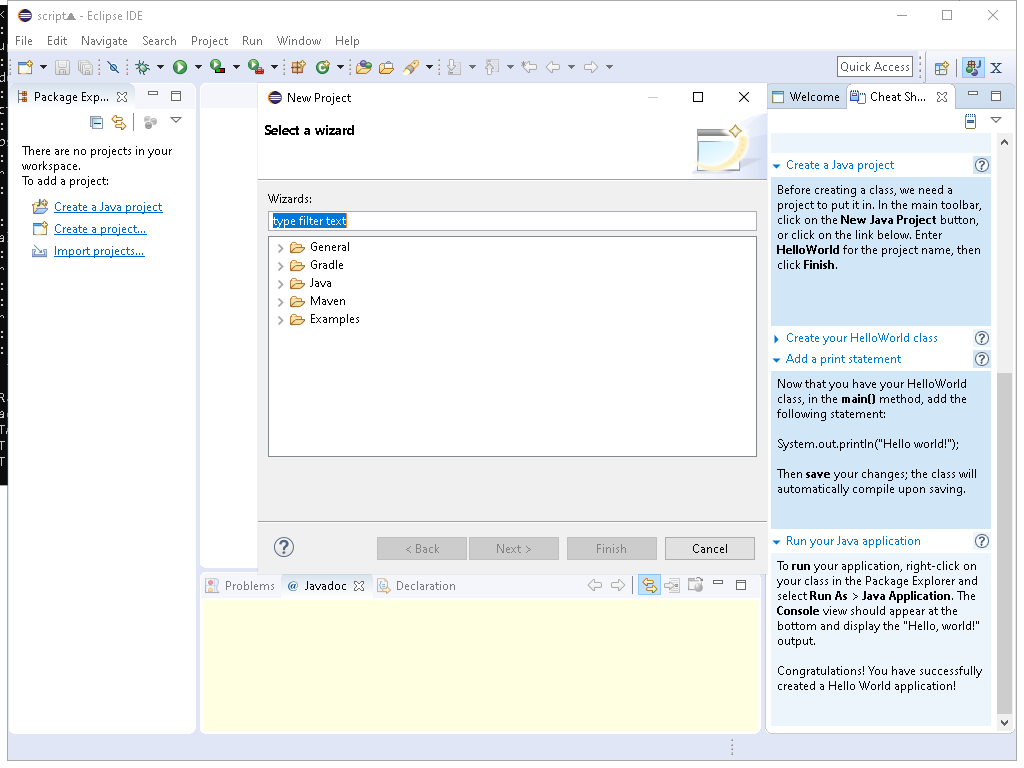 script▲ - Eclipse IDE
File Edit Navigate Search Project Run Window Help
Quick Access
Package Exp...
There are no projects in your
workspace.
To add a project:
Create a Java project
Create a project...
Import projects...
New Project
Select a wizard
Wizards:
type filter text
General
Gradle
Java
Maven
Examples
< Back
Next >
Finish
Cancel
Problems
@ Javadoc
Declaration
Welcome
Cheat Sh...
Create a Java project
Before creating a class, we need a
project to put it in. In the main toolbar,
click on the New Java Project button,
or click on the link below. Enter
HelloWorld for the project name, then
click Finish.
Create your HelloWorld class
Add a print statement
Now that you have your HelloWorld
class, in the main() method, add the
following statement:
System.out.println("Hello world!");
Then save your changes; the class will
automatically compile upon saving.
Run your Java application
To run your application, right-click on
your class in the Package Explorer and
select Run As > Java Application. The
Console view should appear at the
bottom and display the "Hello, world!"
output.
Congratulations! You have successfully
created a Hello World application!